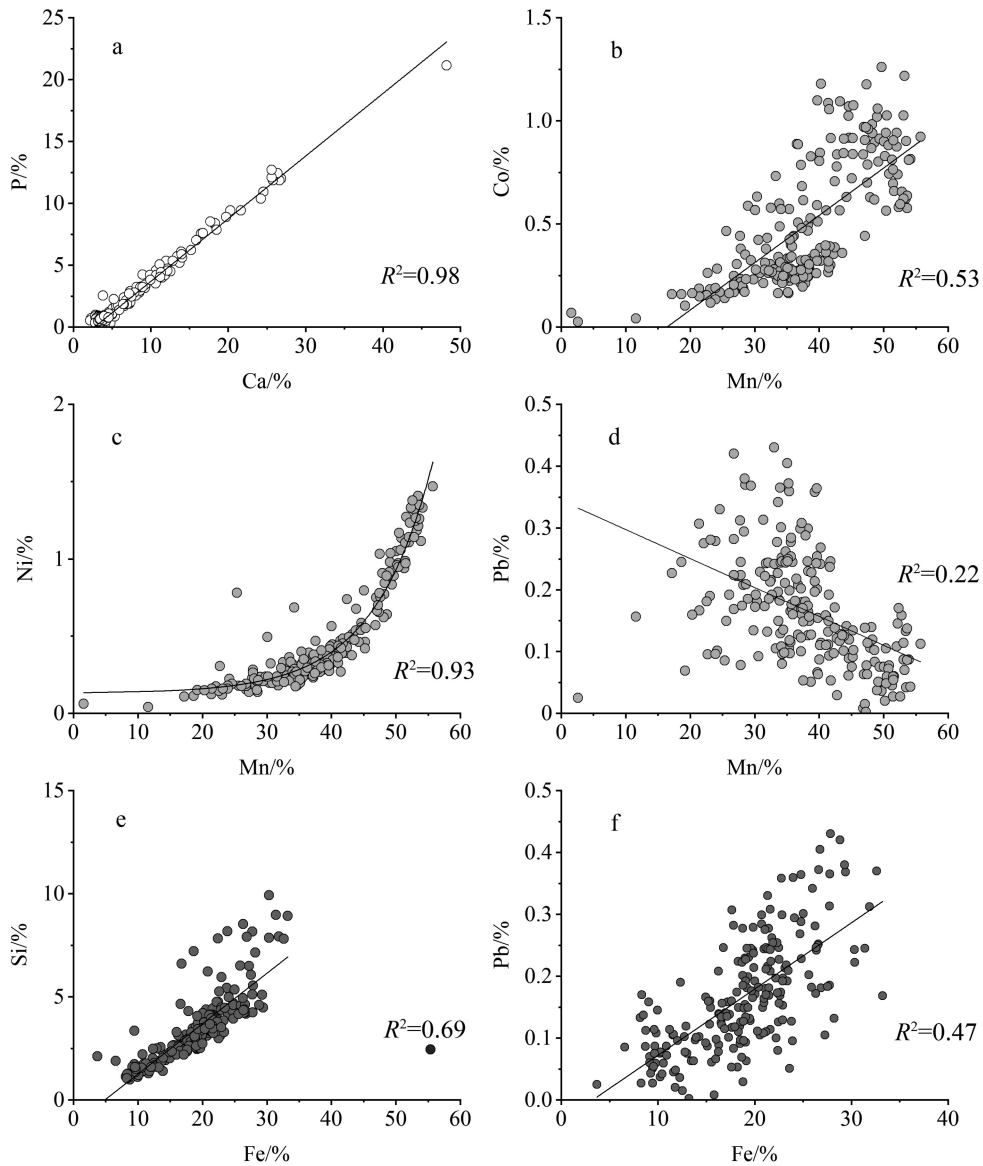 a
P/%
25
20
15
10
5
0
R²=0.98
0 10 20 30 40 50
Ca/%
b
Co/%
1.5
1.0
0.5
0
R²=0.53
0 10 20 30 40 50 60
Mn/%
c
Ni/%
2
1
0
R²=0.93
0 10 20 30 40 50 60
Mn/%
d
Pb/%
0.5
0.4
0.3
0.2
0.1
0
R²=0.22
0 10 20 30 40 50 60
Mn/%
e
Si/%
15
10
5
0
R²=0.69
0 10 20 30 40 50 60
Fe/%
f
Pb/%
0.5
0.4
0.3
0.2
0.1
0.0
R²=0.47
0 10 20 30 40
Fe/%